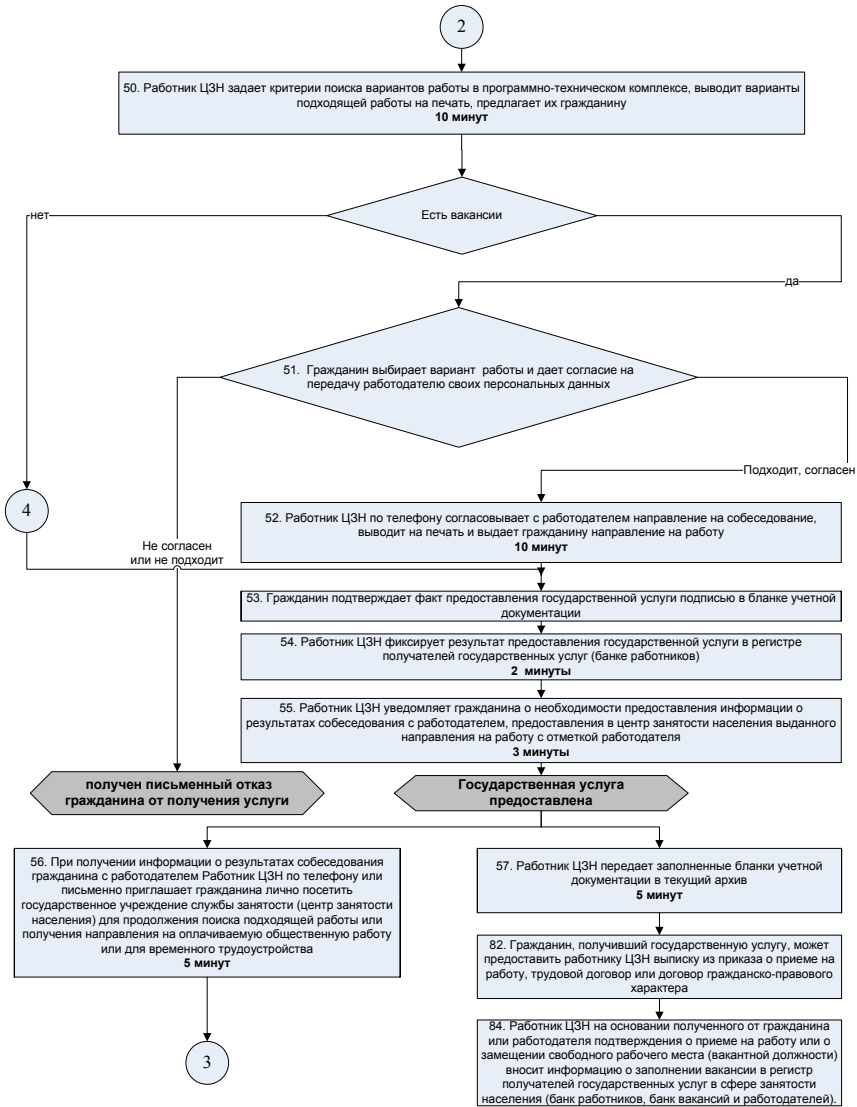 2
50. Работник ЦЗН задает критерии поиска вариантов работы в программно-техническом комплексе, выводит варианты
подходящей работы на печать, предлагает их гражданину
10 минут
Есть вакансии
нет
да
51. Гражданин выбирает вариант работы и дает согласие на
передачу работодателю своих персональных данных
Подходит, согласен
4
52. Работник ЦЗН по телефону согласовывает с работодателем направление на собеседование,
выводит на печать и выдает гражданину направление на работу
10 минут
Не согласен
или не подходит
53. Гражданин подтверждает факт предоставления государственной услуги подписью в бланке учетной
документации
54. Работник ЦЗН фиксирует результат предоставления государственной услуги в регистре
получателей государственных услуг (банке работников)
2 минуты
55. Работник ЦЗН уведомляет гражданина о необходимости предоставления информации о
результатах собеседования с работодателем, предоставления в центр занятости населения выданного
направления на работу с отметкой работодателя
3 минуты
получен письменный отказ
гражданина от получения услуги
Государственная услуга
предоставлена
56. При получении информации о результатах собеседования
гражданина с работодателем Работник ЦЗН по телефону или
письменно приглашает гражданина лично посетить
государственное учреждение службы занятости (центр занятости
населения) для продолжения поиска подходящей работы или
получения направления на оплачиваемую общественную работу
или для временного трудоустройства
5 минут
57. Работник ЦЗН передает заполненные бланки учетной
документации в текущий архив
5 минут
82. Гражданин, получивший государственную услугу, может
предоставить работнику ЦЗН выписку из приказа о приеме на
работу, трудовой договор или договор гражданско-правового
характера
3
84. Работник ЦЗН на основании полученного от гражданина
или работодателя подтверждения о приеме на работу или о
замещении свободного рабочего места (вакантной должности)
вносит информацию о заполнении вакансии в регистр
получателей государственных услуг в сфере занятости
населения (банк работников, банк вакансий и работодателей).